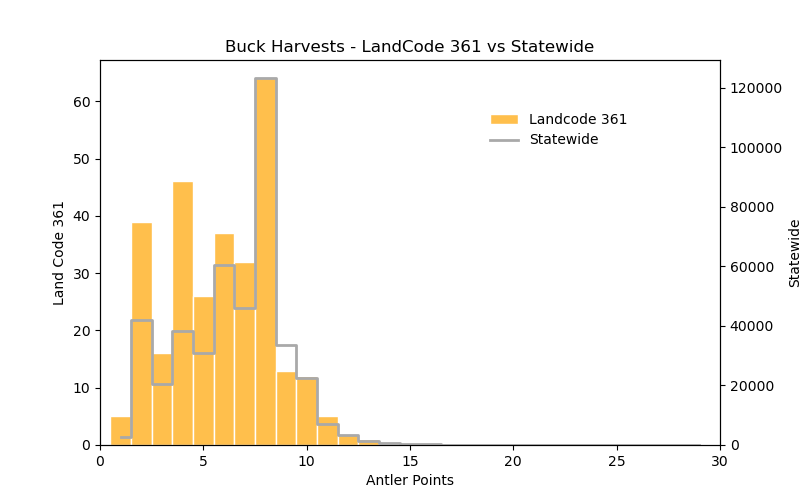 Buck Harvests - LandCode 361 vs Statewide
Landcode 361
Statewide
Land Code 361
0
10
20
30
40
50
60
Statewide
0
20000
40000
60000
80000
100000
120000
0 5 10 15 20 25 30
Antler Points